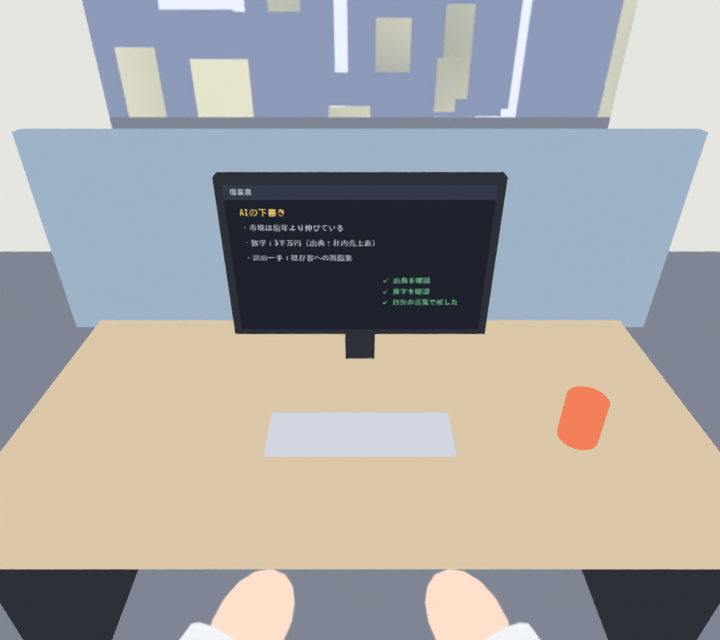 提案書
AIの下書き
・市場は前年より伸びている
・数字：3千万円（出典：社内売上表）
・次の一手：既存客への再提案
✓ 出典を確認
✓ 数字を確認
✓ 自分の言葉で直した